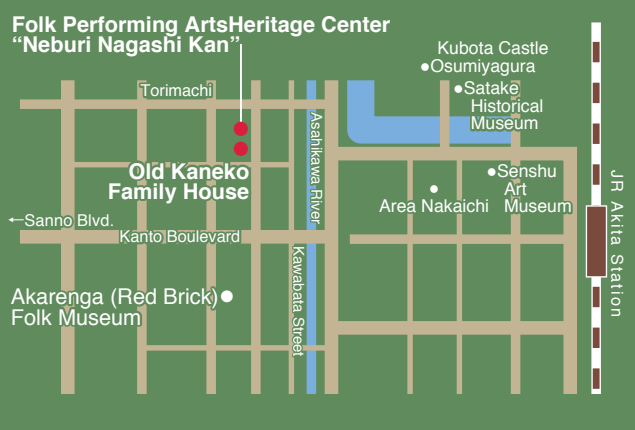 Folk Performing ArtsHeritage Center
“Neburi Nagashi Kan”
Kubota Castle
Osumiyagura
Satake
Historical
Museum
Torimachi
Asahikawa River
Old Kaneko
Family House
Senshu
Art
Museum
Area Nakaichi
JR Akita Station
←Sanno Blvd.
Kanto Boulevard
Kawabata Street
Akarenga (Red Brick)
Folk Museum